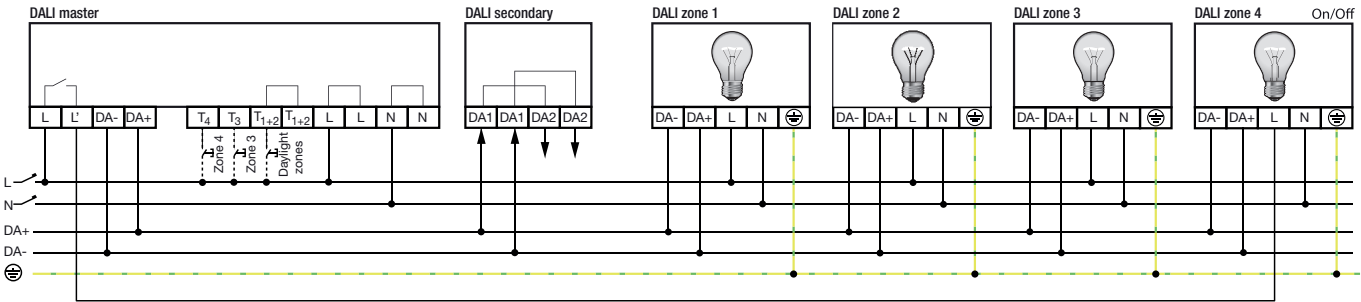 DALI master
DALI secondary
DALI zone 1
DALI zone 2
DALI zone 3
DALI zone 4
On/Off
L L' DA- DA+ T4 T3 T1+2 T1+2 L L N N
DA1 DA1 DA2 DA2
DA- DA+ L N
DA- DA+ L N
DA- DA+ L N
DA- DA+ L N
Zone 4
Zone 3
Daylight
zones
L
N
DA+
DA-